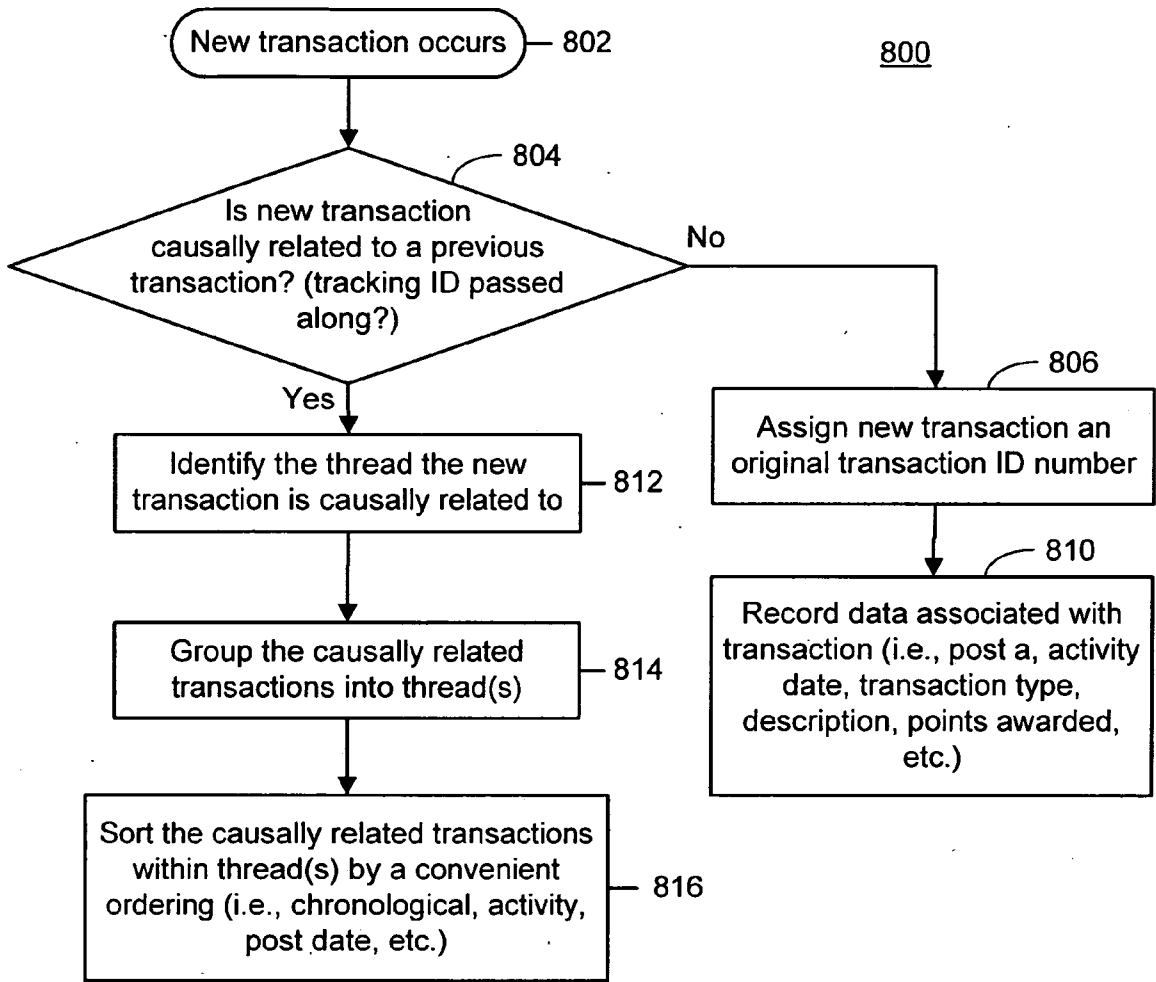 New transaction occurs
802
800
804
Is new transaction
causally related to a previous
transaction? (tracking ID passed
along?)
No
Yes
806
Assign new transaction an
original transaction ID number
Identify the thread the new
transaction is causally related to
812
810
Record data associated with
transaction (i.e., post a, activity
date, transaction type,
description, points awarded,
etc.)
Group the causally related
transactions into thread(s)
814
Sort the causally related transactions
within thread(s) by a convenient
ordering (i.e., chronological, activity,
post date, etc.)
816